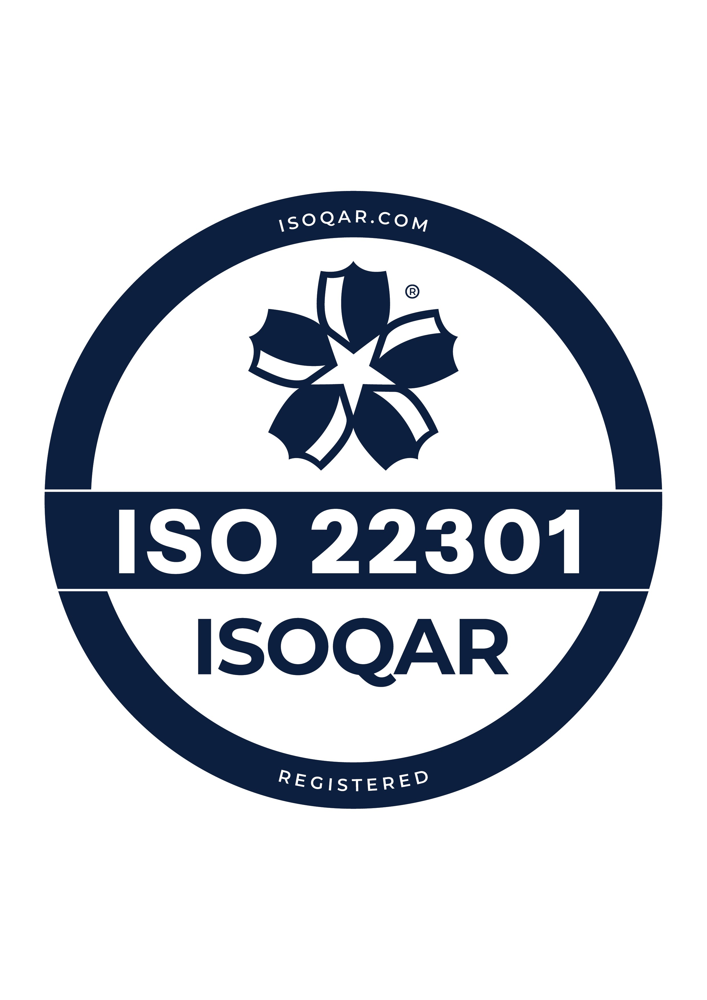 ISOQAR.COM
®
ISO 22301
ISOQAR
REGISTERED